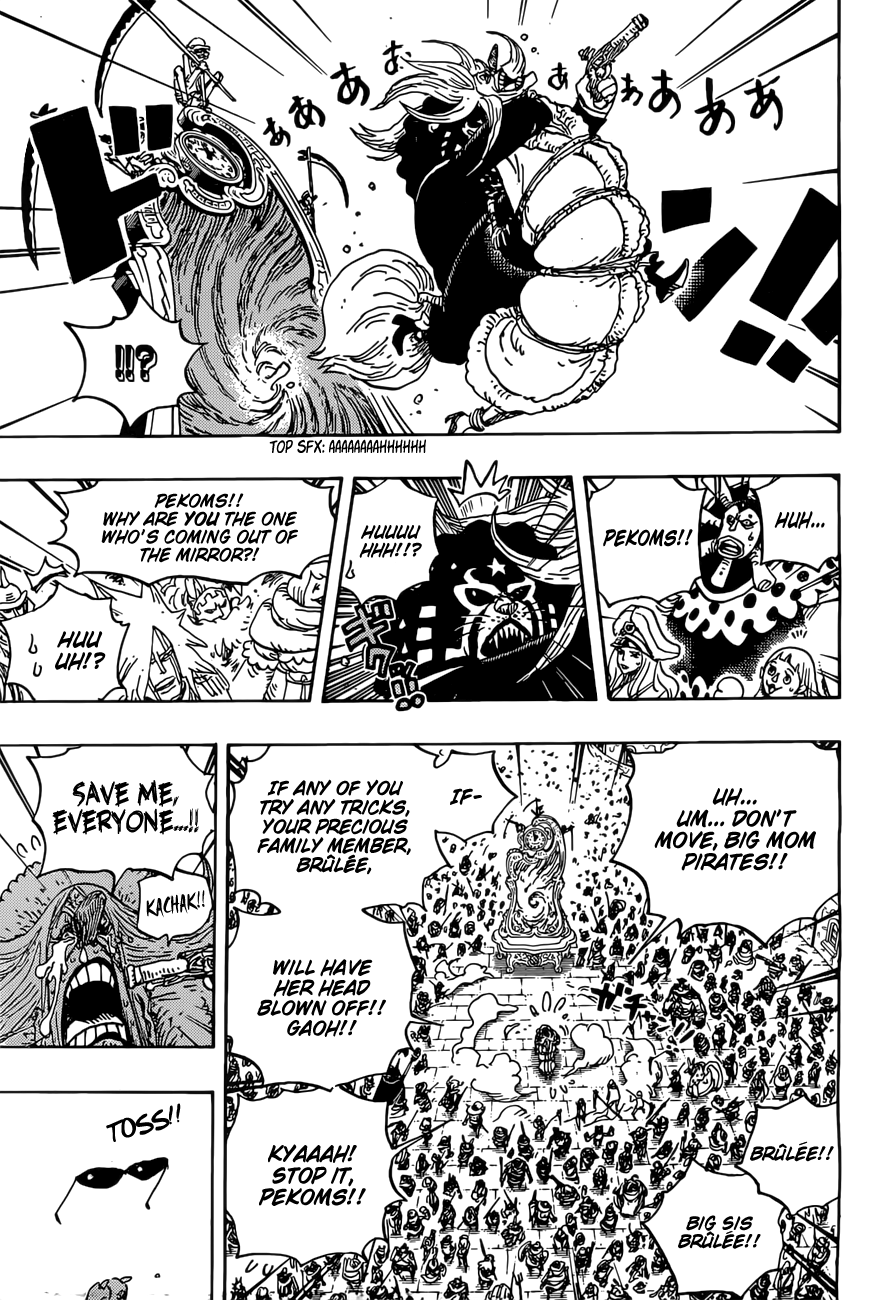 あああああお
ああああ
ド
!!
!!?
TOP SFX: AAAAAAAAHHHHHH
HUH...
PEKOMS!!
HUUUU
HHH!!?
PEKOMS!!
WHY ARE YOU THE ONE
WHO'S COMING OUT OF
THE MIRROR?!
HUU
UH!?
UH...
UM... DON'T
MOVE, BIG MOM
PIRATES!!
IF-
IF ANY OF YOU
TRY ANY TRICKS,
YOUR PRECIOUS
FAMILY MEMBER,
BRÛLÉE,
WILL HAVE
HER HEAD
BLOWN OFF!!
GAOH!!
BRÛLÉE!!
BIG SIS
BRÛLÉE!!
KYAAAH!
STOP IT,
PEKOMS!!
SAVE ME,
EVERYONE...!!
KACHAK!!
TOSS!!